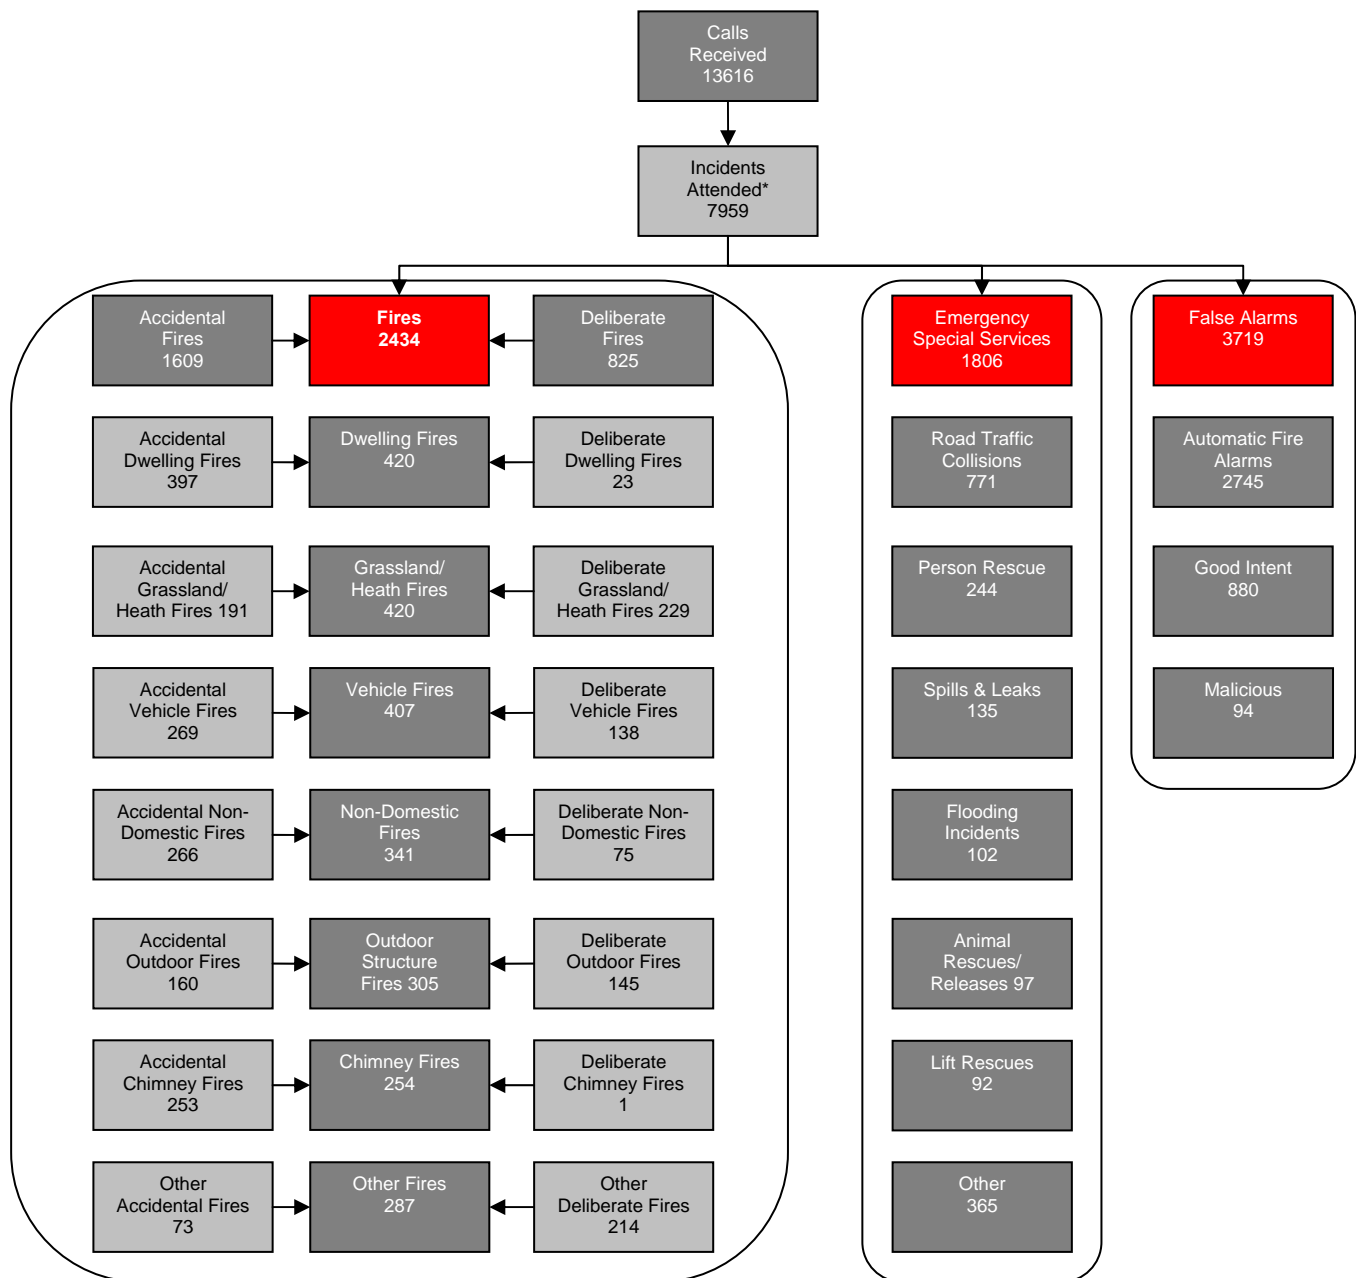 Calls
Received
13616
Incidents
Attended*
7959
Accidental
Fires
1609
Fires
2434
Deliberate
Fires
825
Emergency
Special Services
1806
False Alarms
3719
Accidental
Dwelling Fires
397
Dwelling Fires
420
Deliberate
Dwelling Fires
23
Road Traffic
Collisions
771
Automatic Fire
Alarms
2745
Accidental
Grassland/
Heath Fires 191
Grassland/
Heath Fires
420
Deliberate
Grassland/
Heath Fires 229
Person Rescue
244
Good Intent
880
Accidental
Vehicle Fires
269
Vehicle Fires
407
Deliberate
Vehicle Fires
138
Spills & Leaks
135
Malicious
94
Accidental Non-
Domestic Fires
266
Non-Domestic
Fires
341
Deliberate Non-
Domestic Fires
75
Flooding
Incidents
102
Accidental
Outdoor Fires
160
Outdoor
Structure
Fires 305
Deliberate
Outdoor Fires
145
Animal
Rescues/
Releases 97
Accidental
Chimney Fires
253
Chimney Fires
254
Deliberate
Chimney Fires
1
Lift Rescues
92
Other
Accidental Fires
73
Other Fires
287
Other
Deliberate Fires
214
Other
365